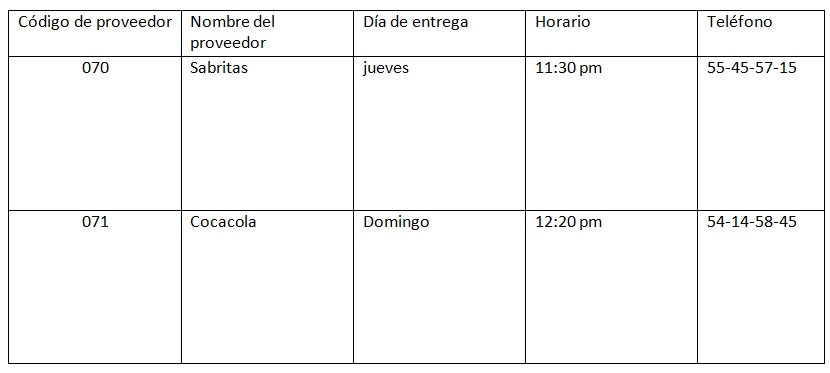 Código de proveedor Nombre del proveedor Día de entrega Horario Teléfono
070 Sabritas jueves 11:30 pm 55-45-57-15
071 Cocacola Domingo 12:20 pm 54-14-58-45